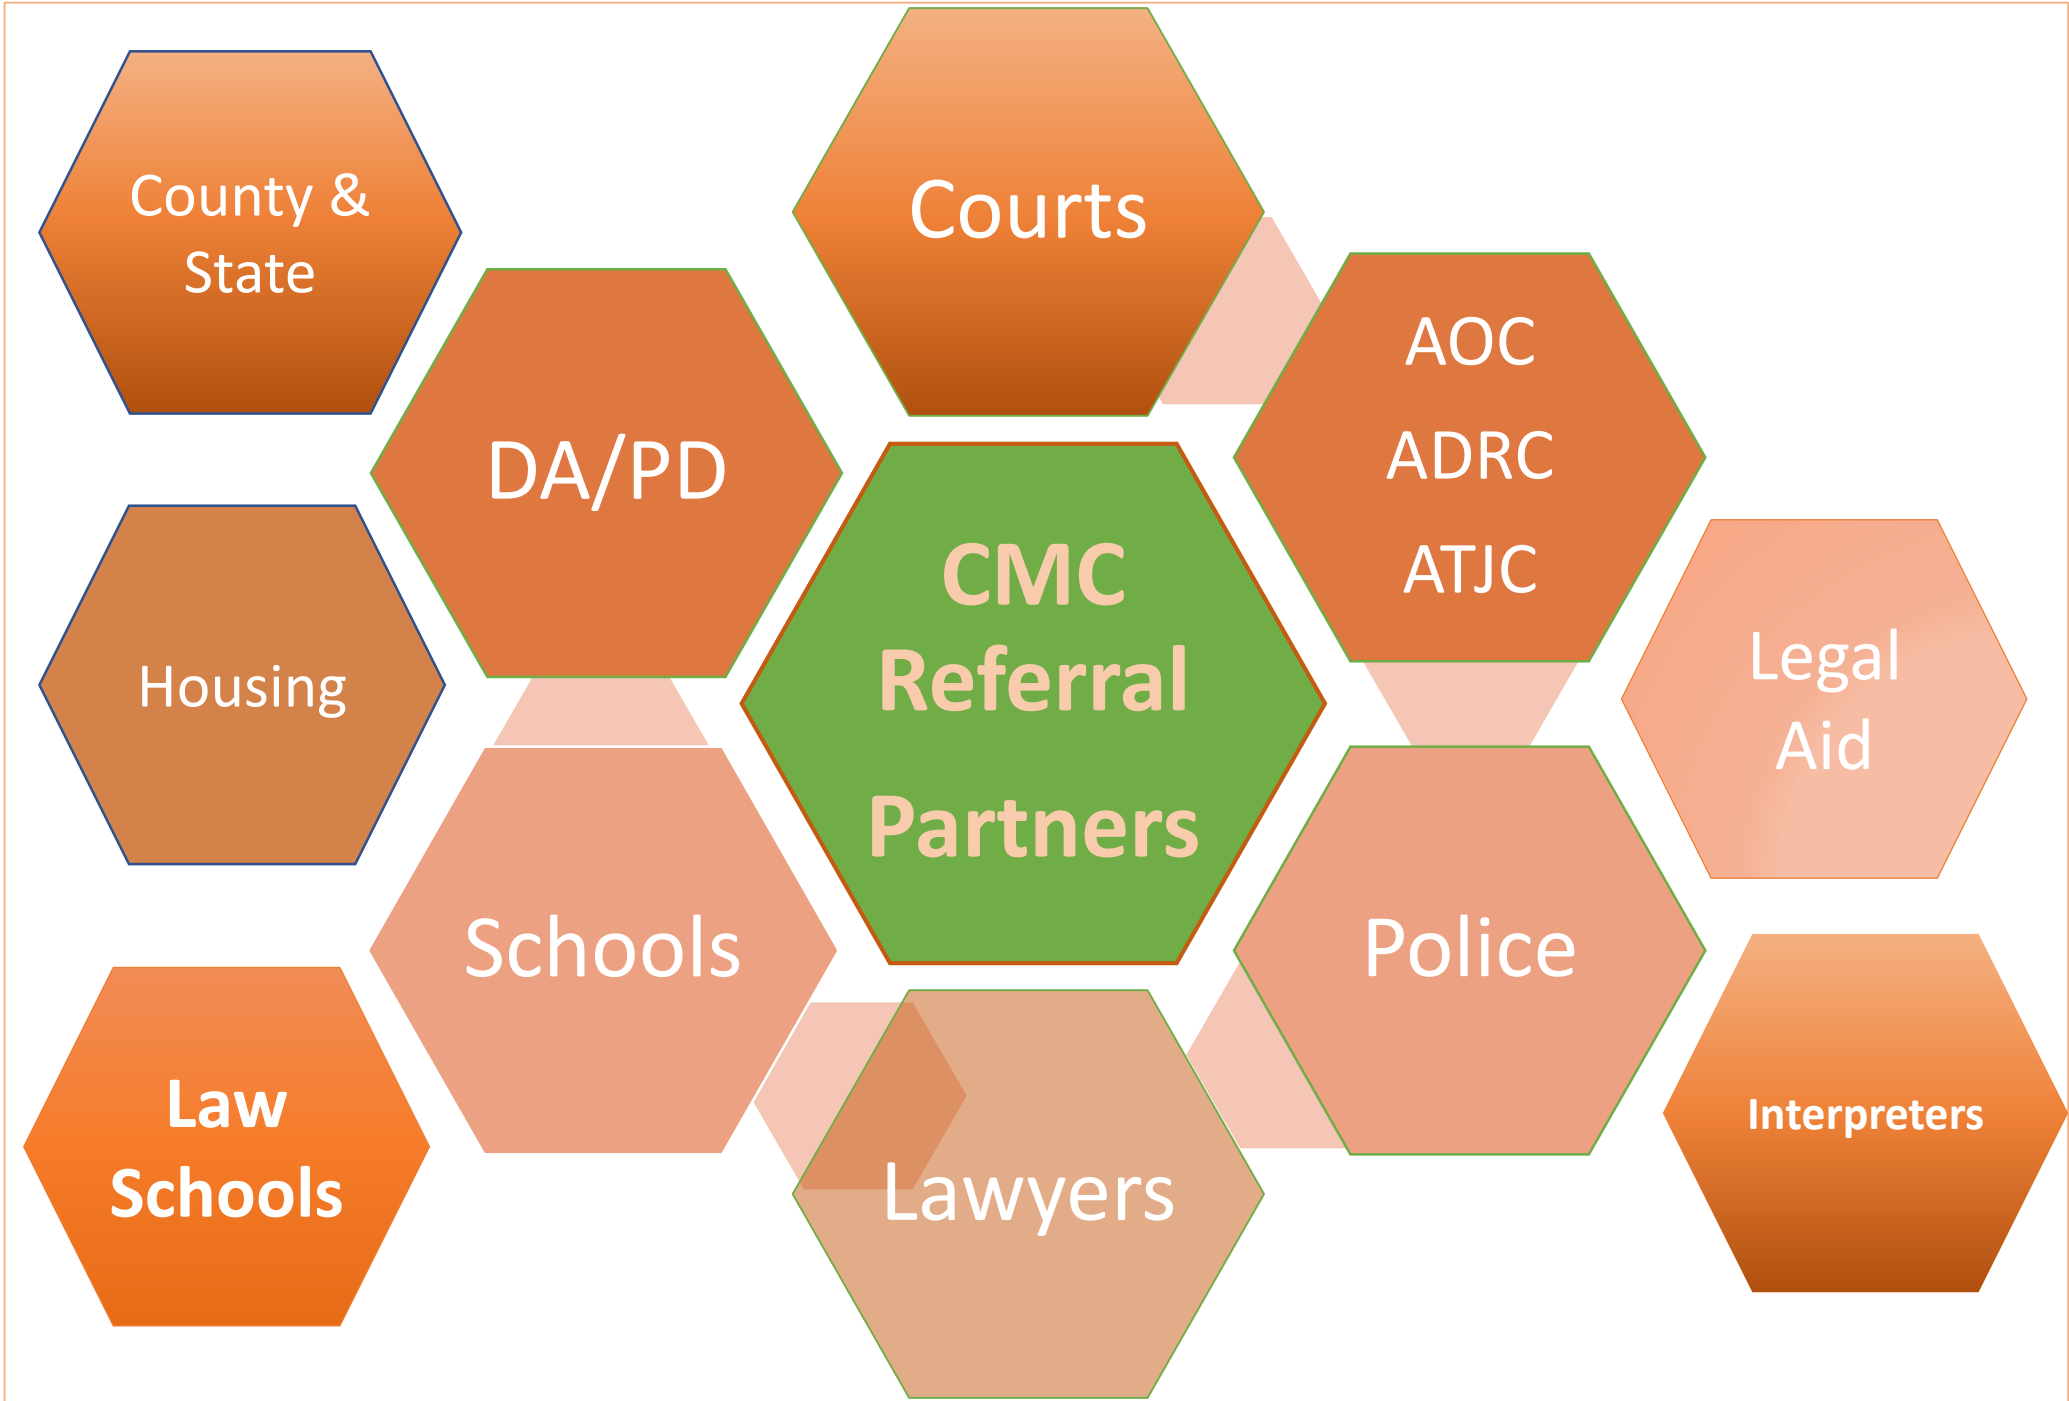 County &
State
Courts
DA/PD
AOC
ADRC
ATJC
CMC
Referral
Partners
Housing
Legal
Aid
Schools
Police
Law
Schools
Lawyers
Interpreters